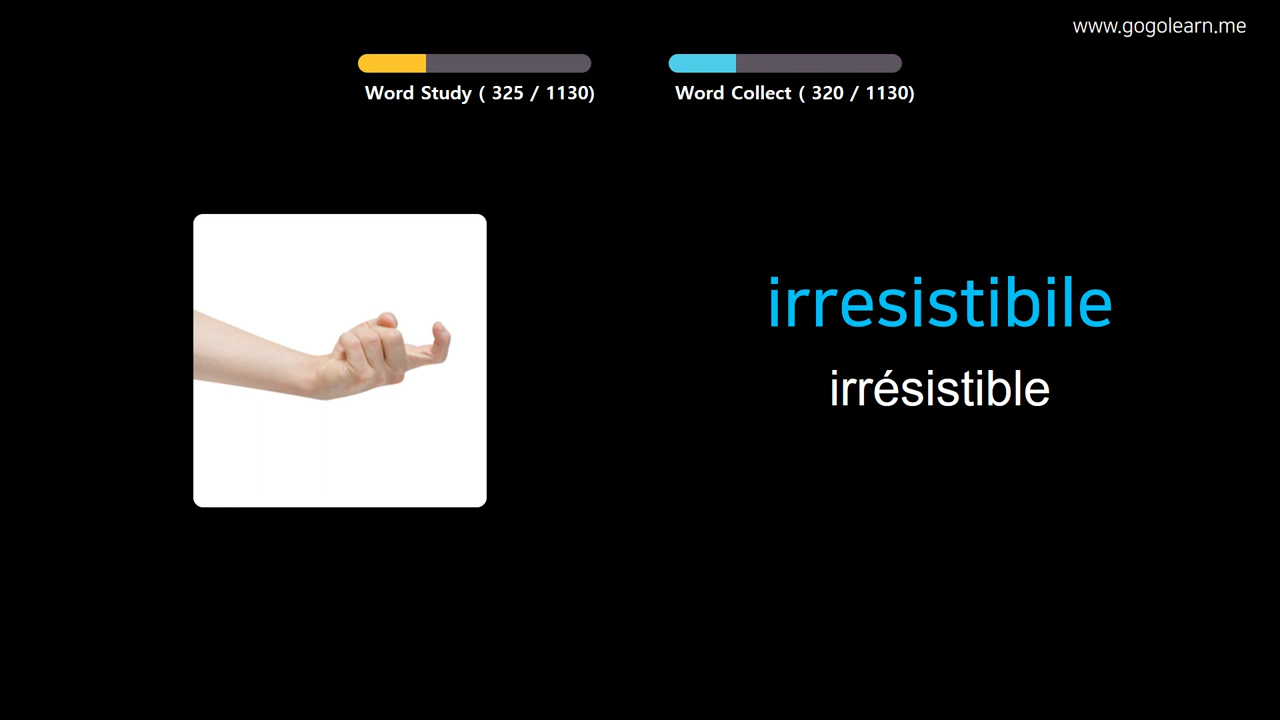 www.gogolearn.me
Word Study ( 325 / 1130)
Word Collect ( 320 / 1130)
irresistibile
irrésistible